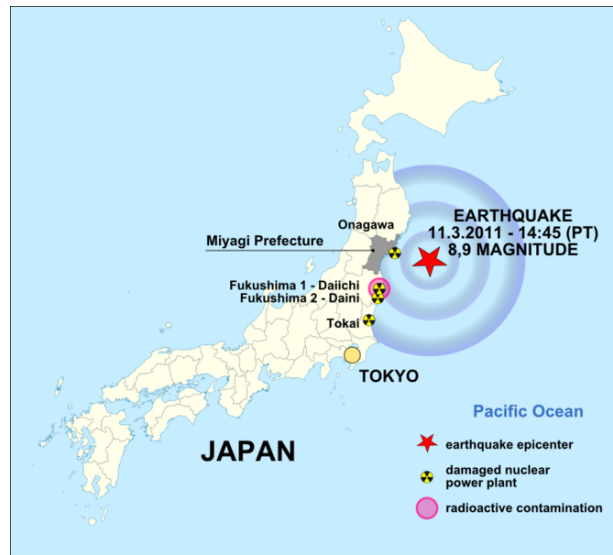 Onagawa
Miyagi Prefecture
EARTHQUAKE
11.3.2011 - 14:45 (PT)
8,9 MAGNITUDE
Fukushima 1 - Daiichi
Fukushima 2 - Daini
Tokai
TOKYO
JAPAN
Pacific Ocean
earthquake epicenter
damaged nuclear
power plant
radioactive contamination